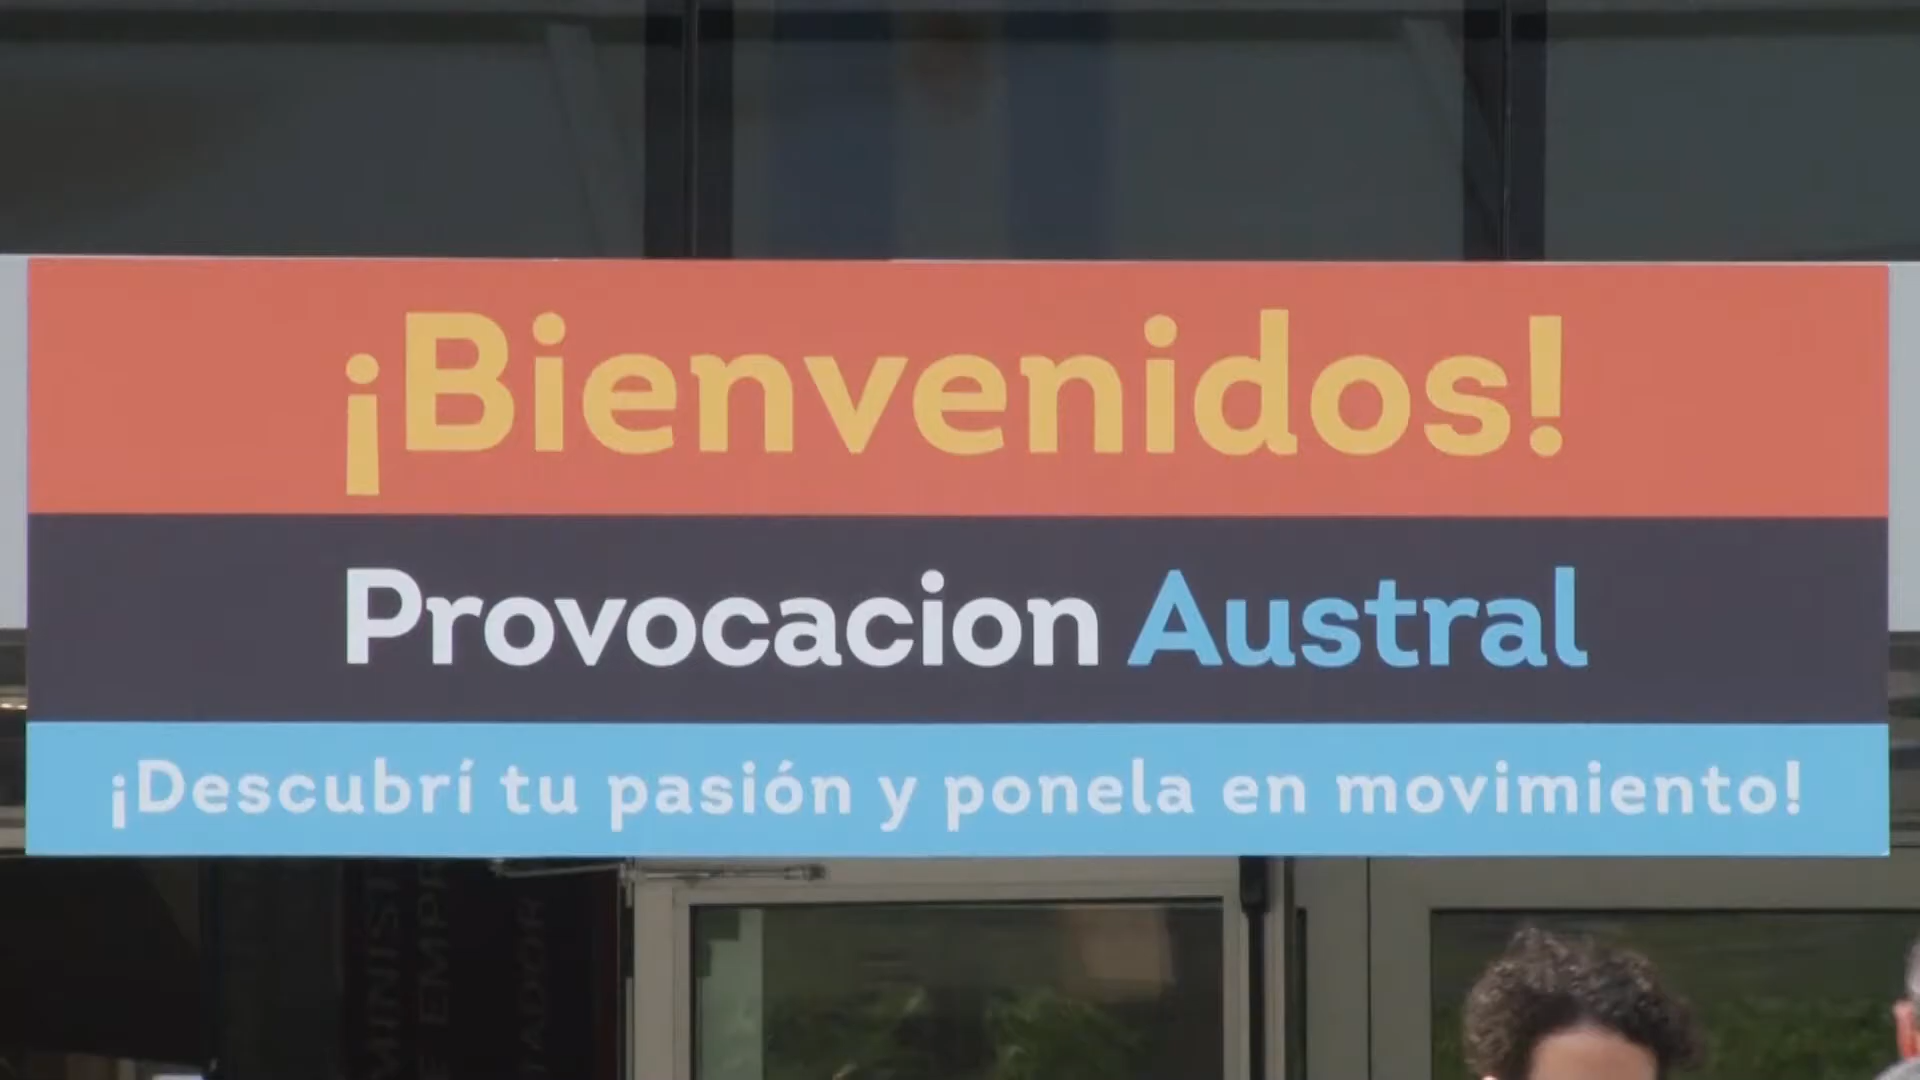 ¡Bienvenidos!
Provocacion Austral
¡Descubrí tu pasión y ponela en movimiento!